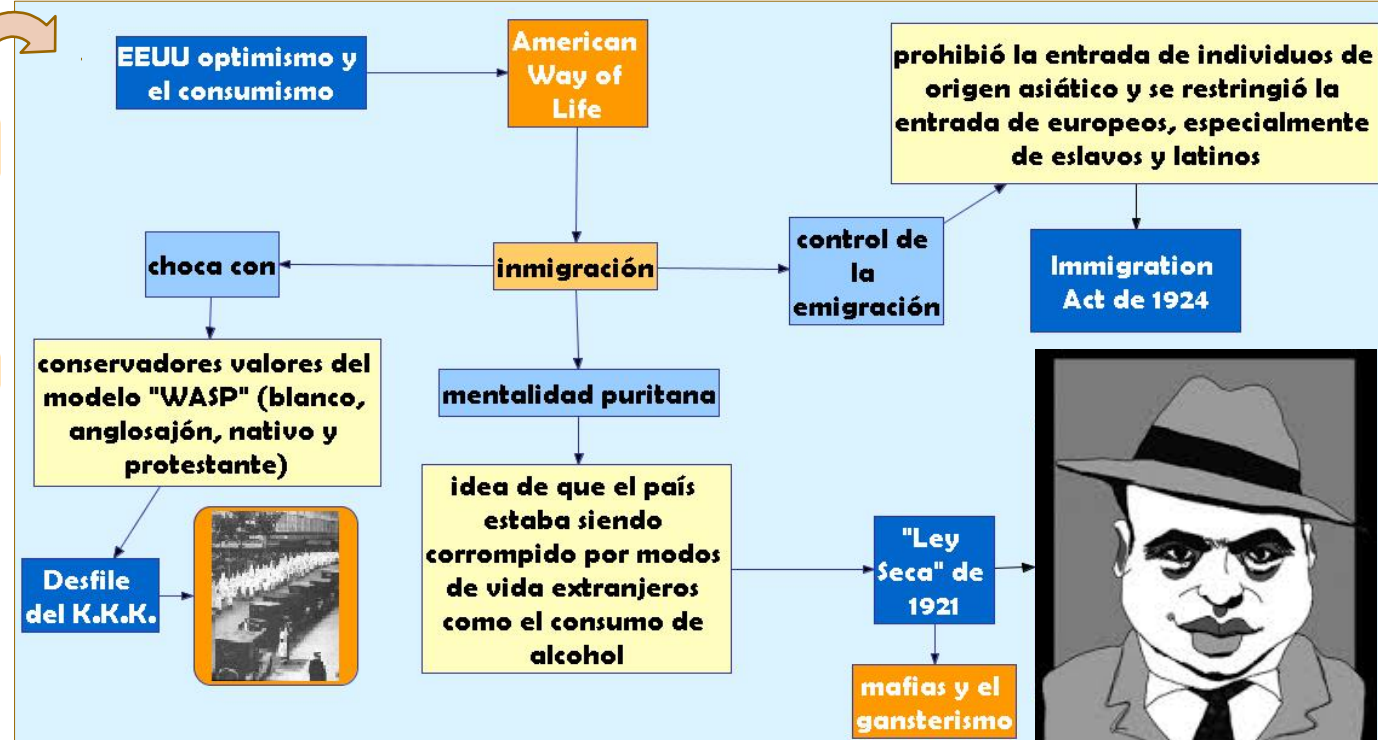 EEUU optimismo y
el consumismo
American
Way of
Life
prohibió la entrada de individuos de
origen asiático y se restringió la
entrada de europeos, especialmente
de eslavos y latinos
choca con
inmigración
control de
la
emigración
Immigration
Act de 1924
conservadores valores del
modelo "WASP" (blanco,
anglosajón, nativo y
protestante)
mentalidad puritana
idea de que el país
estaba siendo
corrompido por modos
de vida extranjeros
como el consumo de
alcohol
"Ley
Seca" de
1921
Desfile
del K.K.K.
mafias y el
gansterismo